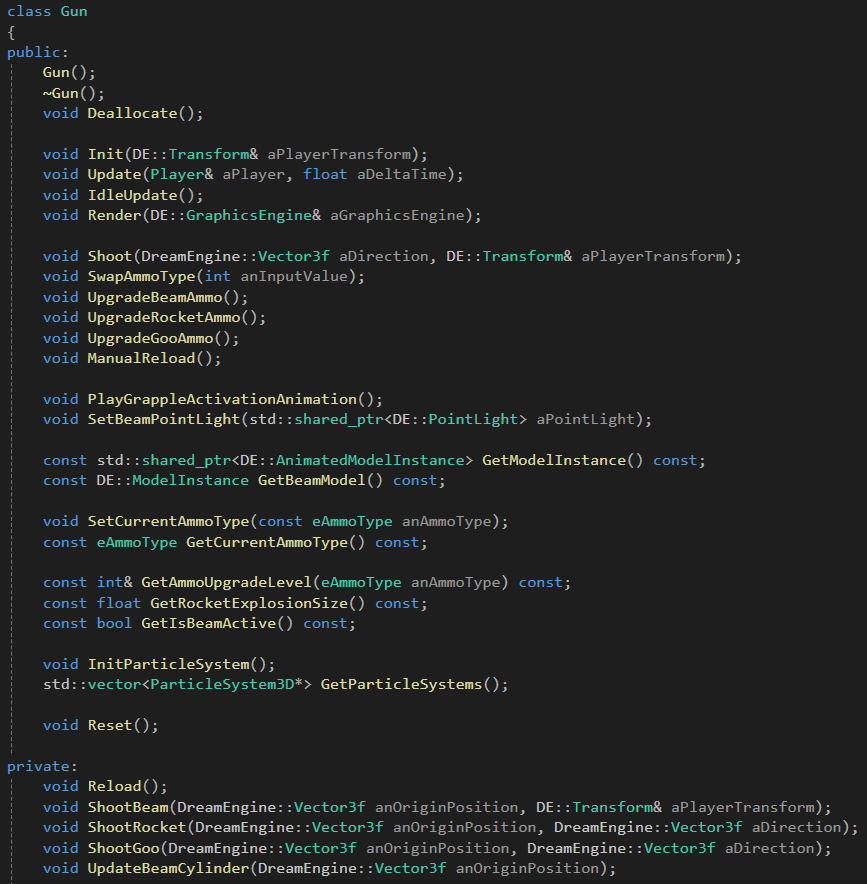 class Gun
{
public:
    Gun();
    ~Gun();
    void Deallocate();

    void Init(DE::Transform& aPlayerTransform);
    void Update(Player& aPlayer, float aDeltaTime);
    void IdleUpdate();
    void Render(DE::GraphicsEngine& aGraphicsEngine);

    void Shoot(DreamEngine::Vector3f aDirection, DE::Transform& aPlayerTransform);
    void SwapAmmoType(int anInputValue);
    void UpgradeBeamAmmo();
    void UpgradeRocketAmmo();
    void UpgradeGooAmmo();
    void ManualReload();

    void PlayGrappleActivationAnimation();
    void SetBeamPointLight(std::shared_ptr<DE::PointLight> aPointLight);

    const std::shared_ptr<DE::AnimatedModelInstance> GetModelInstance() const;
    const DE::ModelInstance GetBeamModel() const;

    void SetCurrentAmmoType(const eAmmoType anAmmoType);
    const eAmmoType GetCurrentAmmoType() const;

    const int& GetAmmoUpgradeLevel(eAmmoType anAmmoType) const;
    const float GetRocketExplosionSize() const;
    const bool GetIsBeamActive() const;

    void InitParticleSystem();
    std::vector<ParticleSystem3D*> GetParticleSystems();

    void Reset();

private:
    void Reload();
    void ShootBeam(DreamEngine::Vector3f anOriginPosition, DE::Transform& aPlayerTransform);
    void ShootRocket(DreamEngine::Vector3f anOriginPosition, DreamEngine::Vector3f aDirection);
    void ShootGoo(DreamEngine::Vector3f anOriginPosition, DreamEngine::Vector3f aDirection);
    void UpdateBeamCylinder(DreamEngine::Vector3f anOriginPosition);